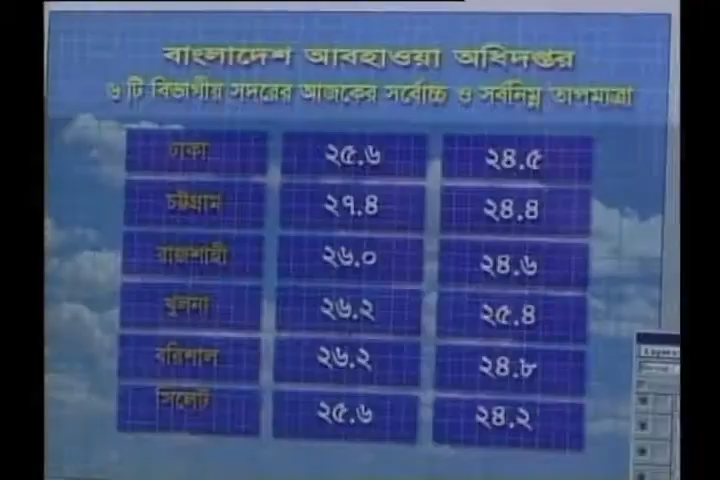 বাংলাদেশ আবহাওয়া অধিদপ্তর
৬ টি বিভাগীয় সদরের আজকের সর্বোচ্চ ও সর্বনিম্ন তাপমাত্রা
ঢাকা ২৫.৬ ২৪.৫
চট্টগ্রাম ২৭.৪ ২৪.৪
রাজশাহী ২৬.০ ২৪.৬
খুলনা ২৬.২ ২৫.৪
বরিশাল ২৬.২ ২৪.৮
সিলেট ২৫.৬ ২৪.২
Layers